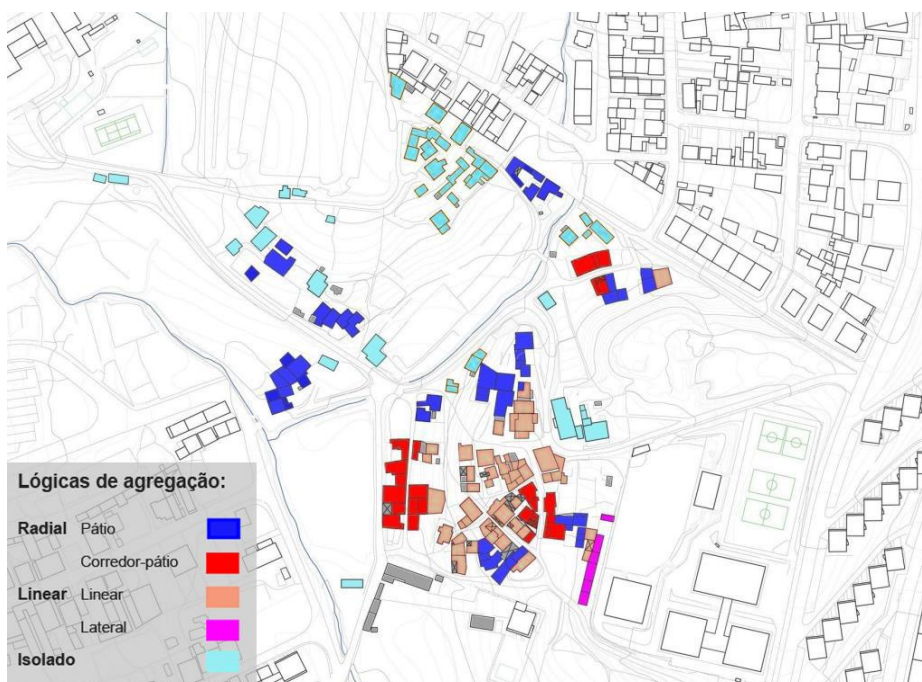 Lógicas de agregação:
Radial Pátio
Corredor-pátio
Linear Linear
Lateral
Isolado